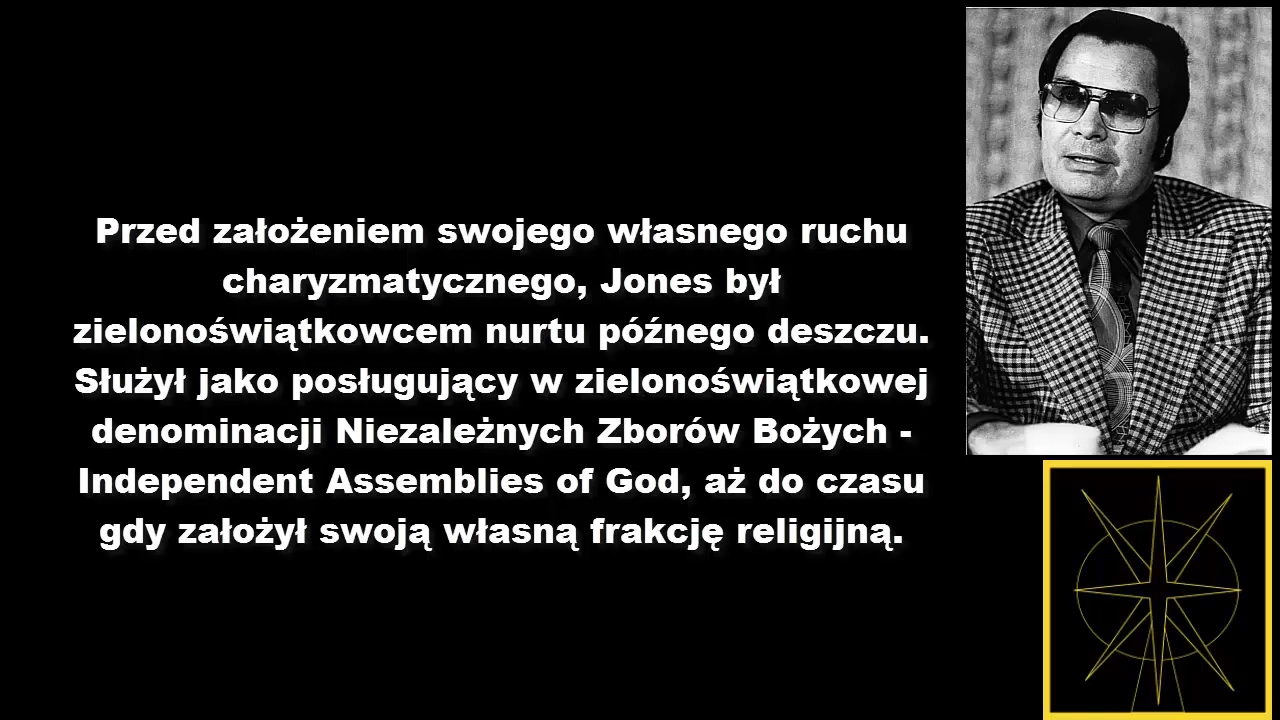 Przed założeniem swojego własnego ruchu
charyzmatycznego, Jones był
zielonoświątkowcem nurtu późnego deszczu.
Służył jako posługujący w zielonoświątkowej
denominacji Niezależnych Zborów Bożych -
Independent Assemblies of God, aż do czasu
gdy założył swoją własną frakcję religijną.